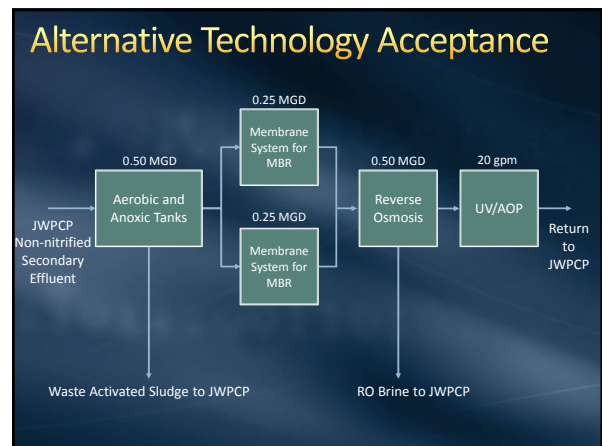 Alternative Technology Acceptance
0.25 MGD
Membrane
System for
MBR
0.50 MGD
Aerobic and
Anoxic Tanks
0.25 MGD
Membrane
System for
MBR
0.50 MGD
Reverse
Osmosis
20 gpm
UV/AOP
JWPCP
Non-nitrified
Secondary
Effluent
Return
to
JWPCP
Waste Activated Sludge to JWPCP
RO Brine to JWPCP